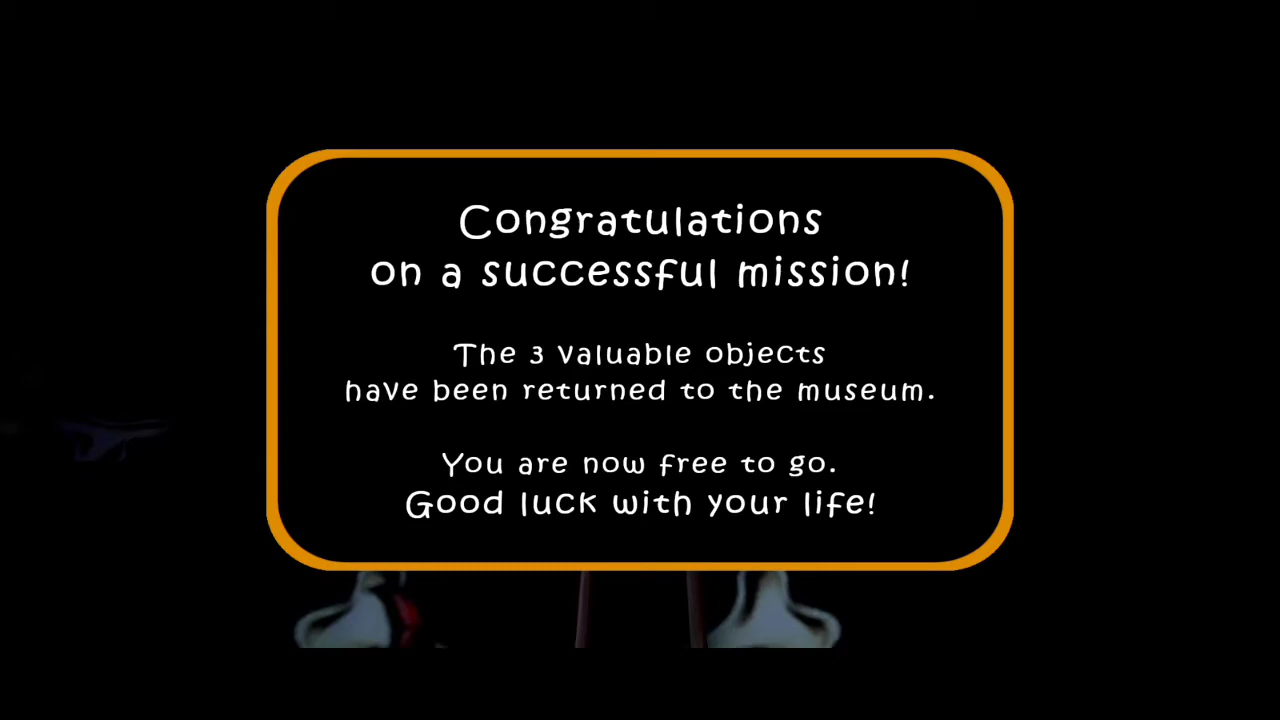 Congratulations
on a successful mission!
The 3 valuable objects
have been returned to the museum.
You are now free to go.
Good luck with your life!